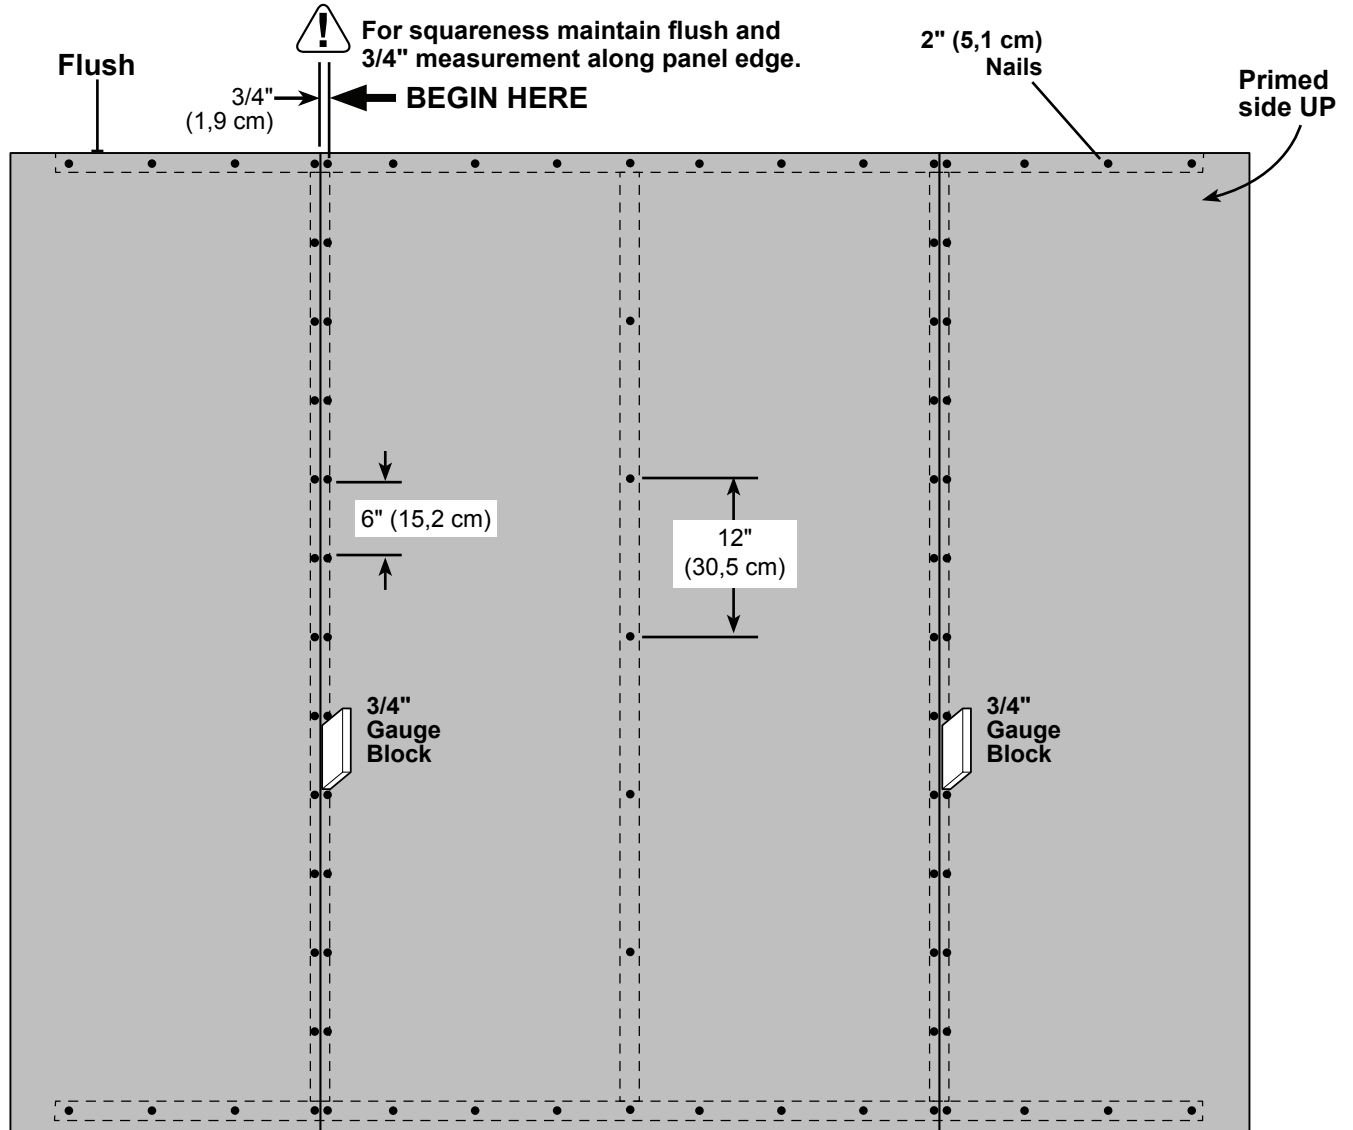 !
For squareness maintain flush and
3/4" measurement along panel edge.
Flush
3/4"
(1,9 cm)
BEGIN HERE
2" (5,1 cm)
Nails
Primed
side UP
6" (15,2 cm)
12"
(30,5 cm)
3/4"
Gauge
Block
3/4"
Gauge
Block